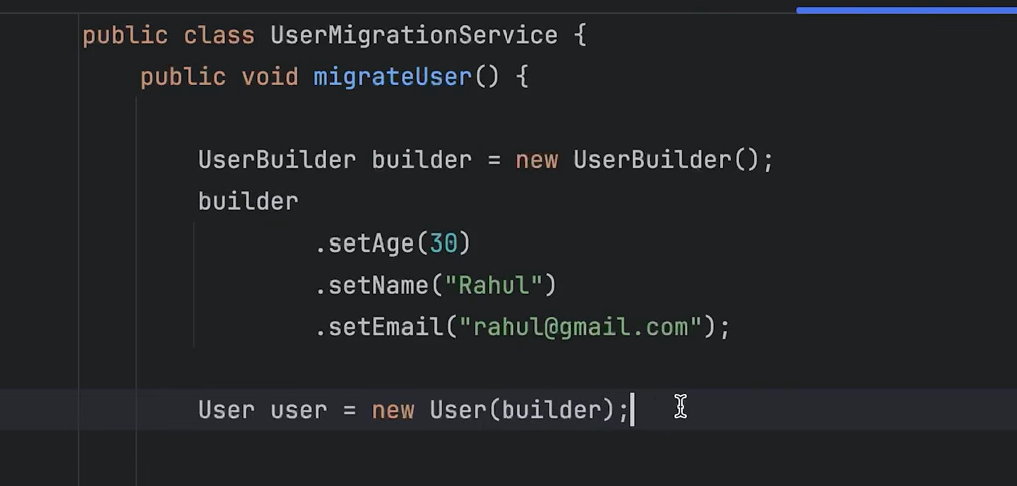 public class UserMigrationService {
public void migrateUser() {
UserBuilder builder = new UserBuilder();
builder
.setAge(30)
.setName("Rahul")
.setEmail("rahul@gmail.com");
User user = new User(builder);